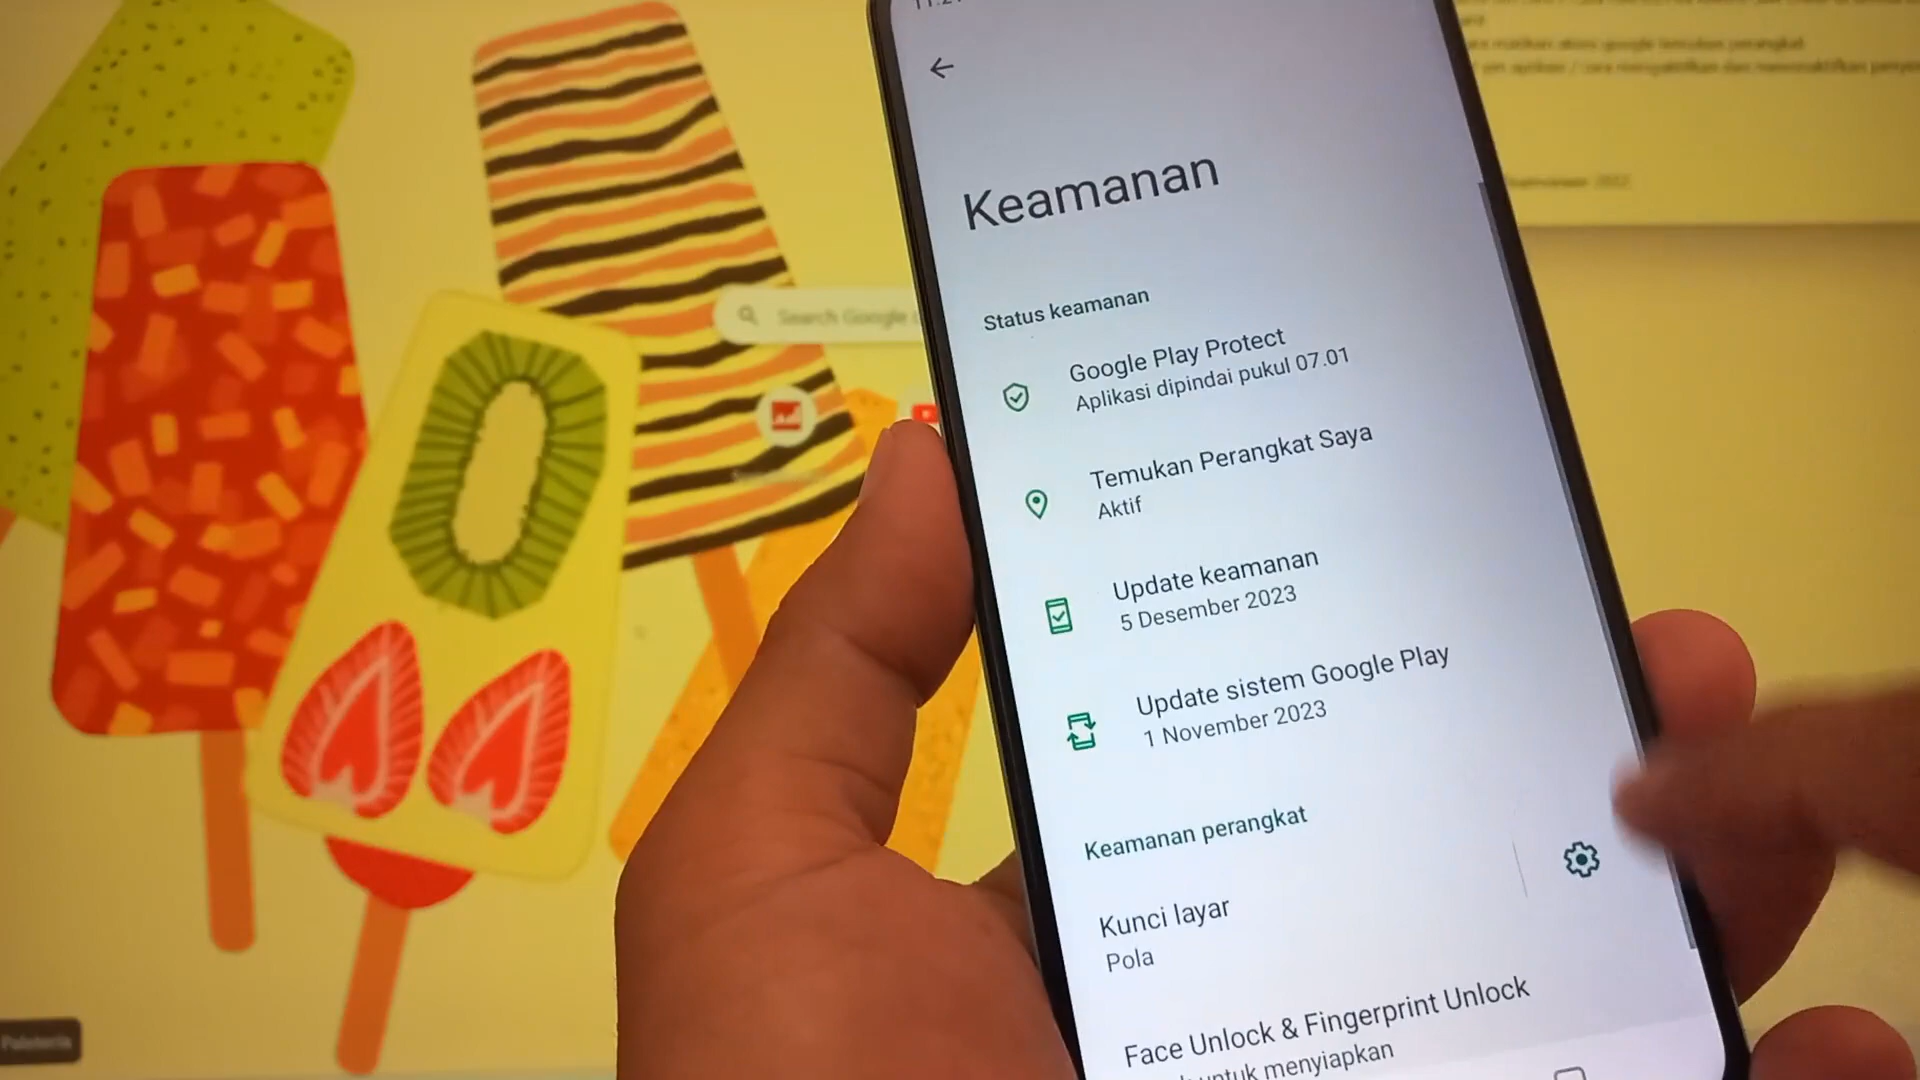 Keamanan
Status keamanan
Google Play Protect
Aplikasi dipindai pukul 07.01
Temukan Perangkat Saya
Aktif
Update keamanan
5 Desember 2023
Update sistem Google Play
1 November 2023
Keamanan perangkat
Kunci layar
Pola
Face Unlock & Fingerprint Unlock
untuk menyiapkan
Search Google